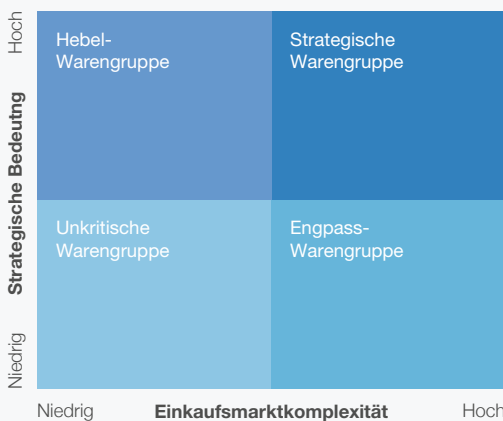 Hoch
Strategische Bedeutng
Niedrig
Hebel-
Warengruppe
Strategische
Warengruppe
Unkritische
Warengruppe
Engpass-
Warengruppe
Niedrig
Einkaufsmarktkomplexität
Hoch